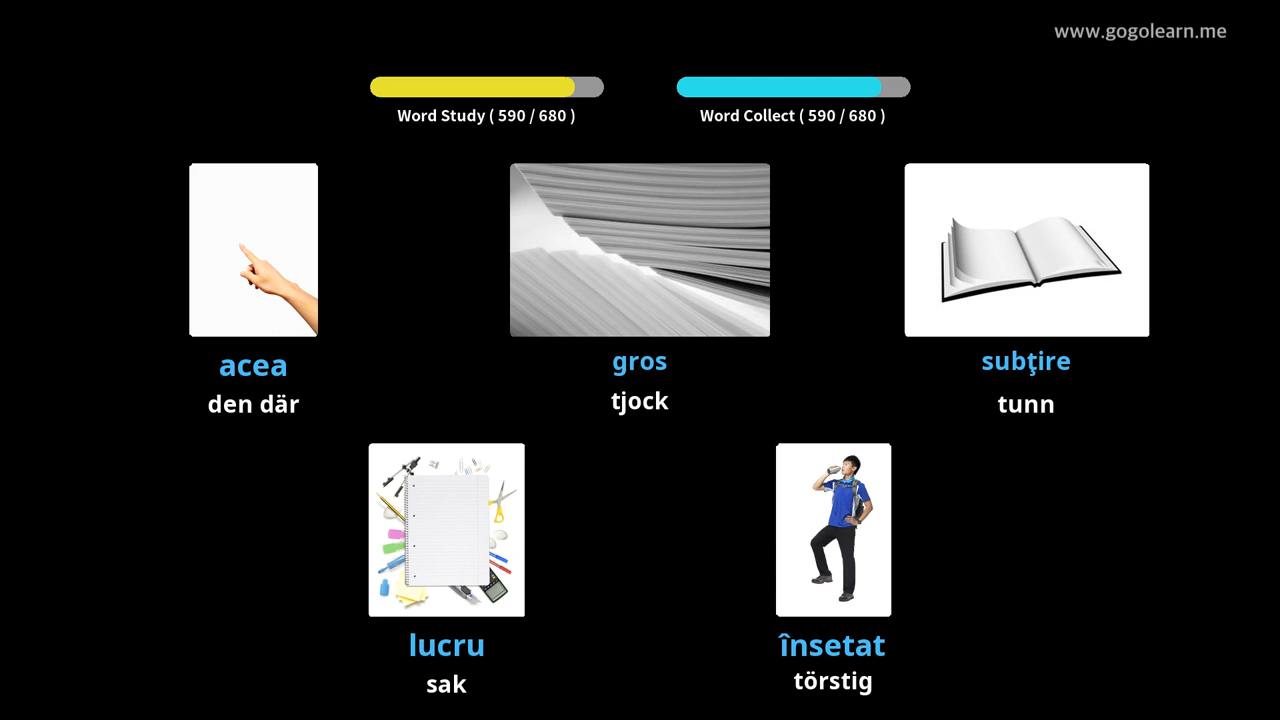 www.gogolearn.me
Word Study ( 590 / 680 )
Word Collect ( 590 / 680 )
acea
den där
gros
tjock
subţire
tunn
lucru
sak
însetat
törstig